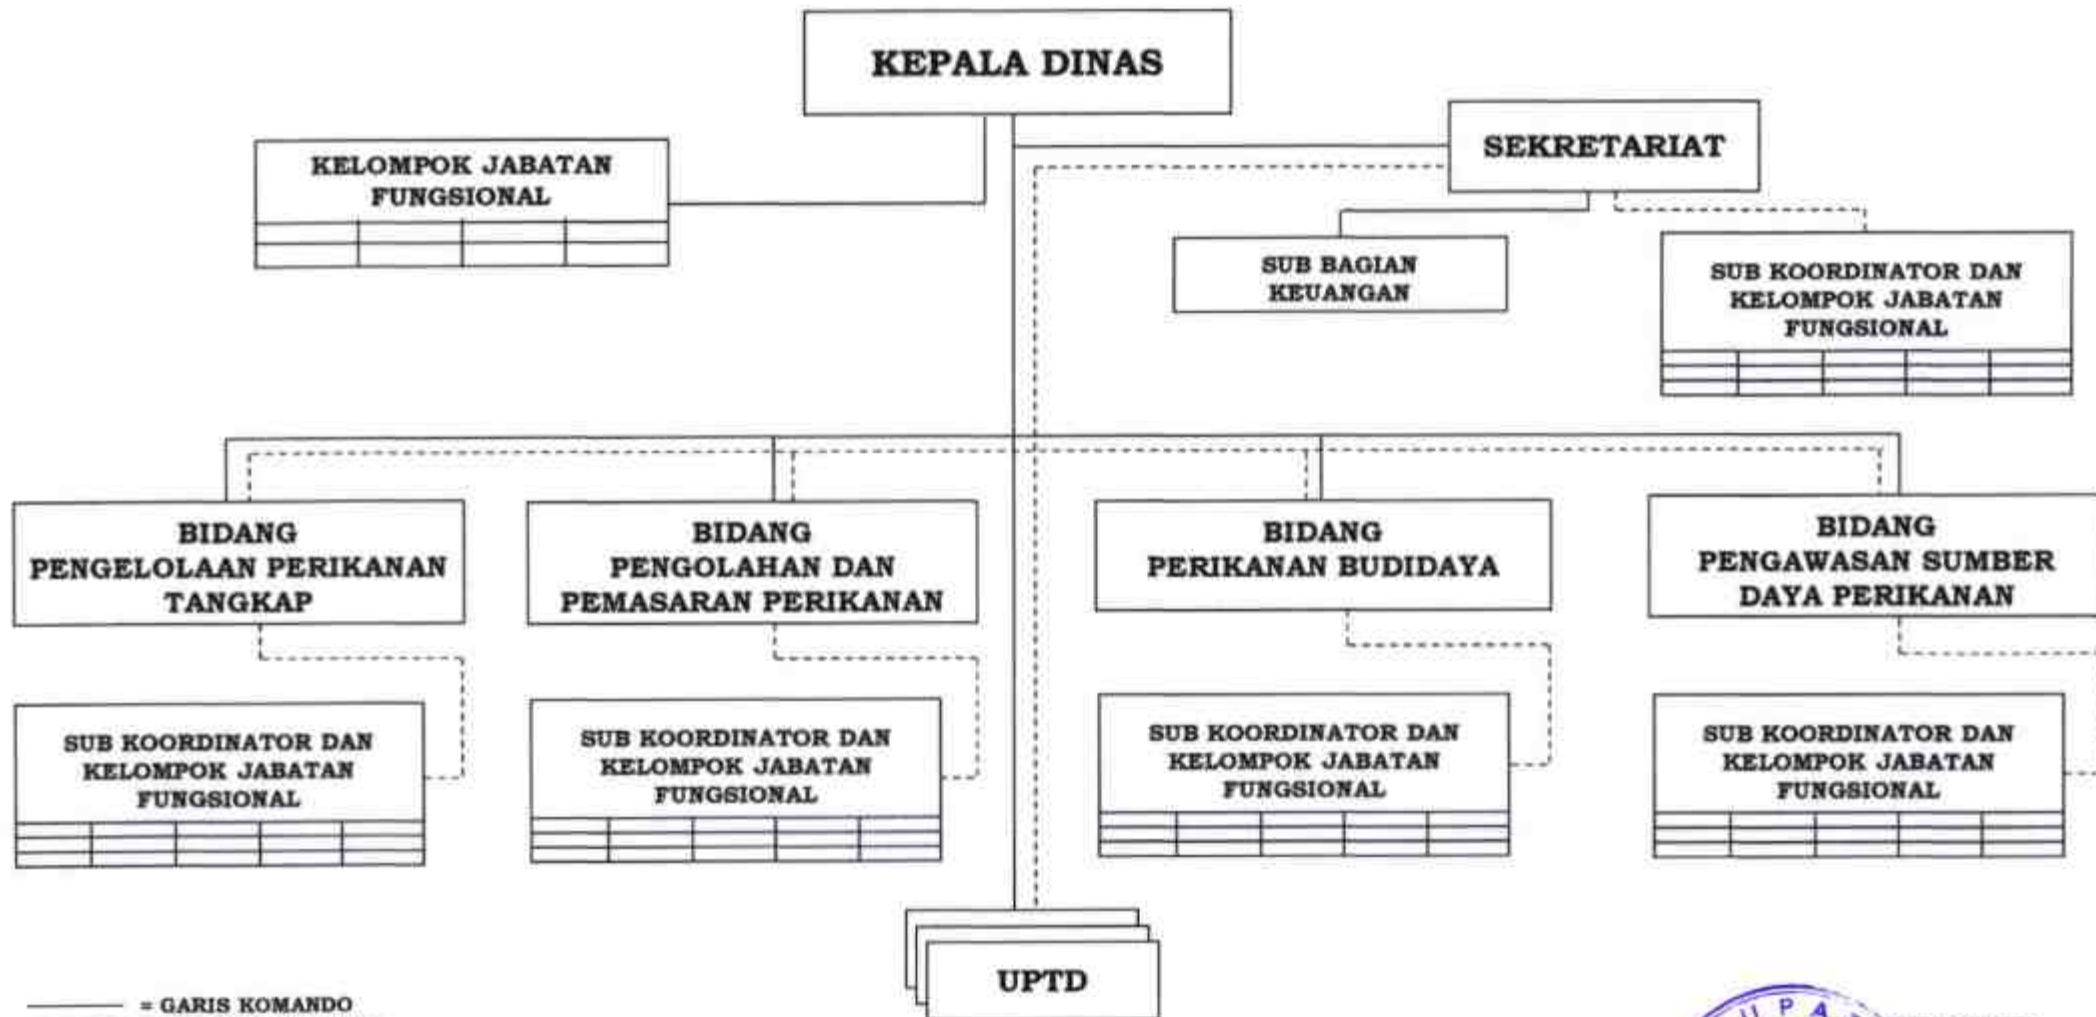 KEPALA DINAS
SEKRETARIAT
KELOMPOK JABATAN
FUNGSIONAL
SUB BAGIAN
KEUANGAN
SUB KOORDINATOR DAN
KELOMPOK JABATAN
FUNGSIONAL
BIDANG
PENGELOLAAN PERIKANAN
TANGKAP
BIDANG
PENGOLAHAN DAN
PEMASARAN PERIKANAN
BIDANG
PERIKANAN BUDIDAYA
BIDANG
PENGAWASAN SUMBER
DAYA PERIKANAN
SUB KOORDINATOR DAN
KELOMPOK JABATAN
FUNGSIONAL
SUB KOORDINATOR DAN
KELOMPOK JABATAN
FUNGSIONAL
SUB KOORDINATOR DAN
KELOMPOK JABATAN
FUNGSIONAL
SUB KOORDINATOR DAN
KELOMPOK JABATAN
FUNGSIONAL
UPTD
= GARIS KOMANDO